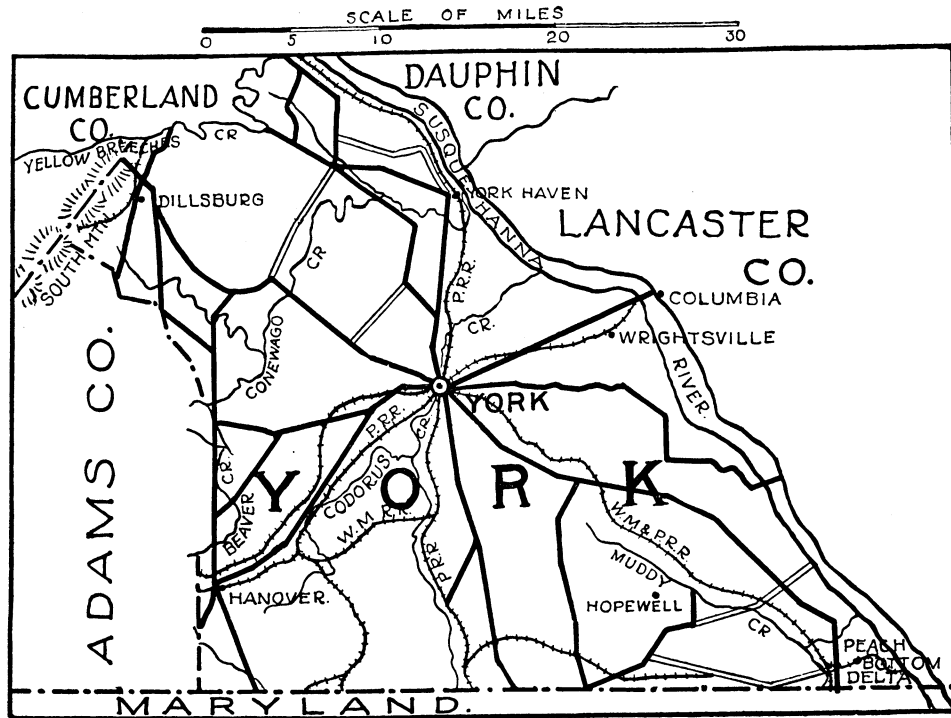 SCALE OF MILES
0 5 10 20 30
DAUPHIN
CO.
CUMBERLAND
CO.
CR
YELLOW BREECHES
SUSQUEHANNA
DILLSBURG
YORK HAVEN
SOUTH MTN
LANCASTER
CO.
CR
P.R.R.
COLUMBIA
CR.
WRIGHTSVILLE
CONEWAGO
RIVER.
ADAMS CO.
YORK
P.R.R.
CR.
YORK
CR.
CODORUS
BEAVER
W.M.R.R.
W.M & P.R.R.
P.R.R.
MUDDY
HANOVER.
HOPEWELL
CR.
PEACH
BOTTOM
DELTA
MARYLAND.